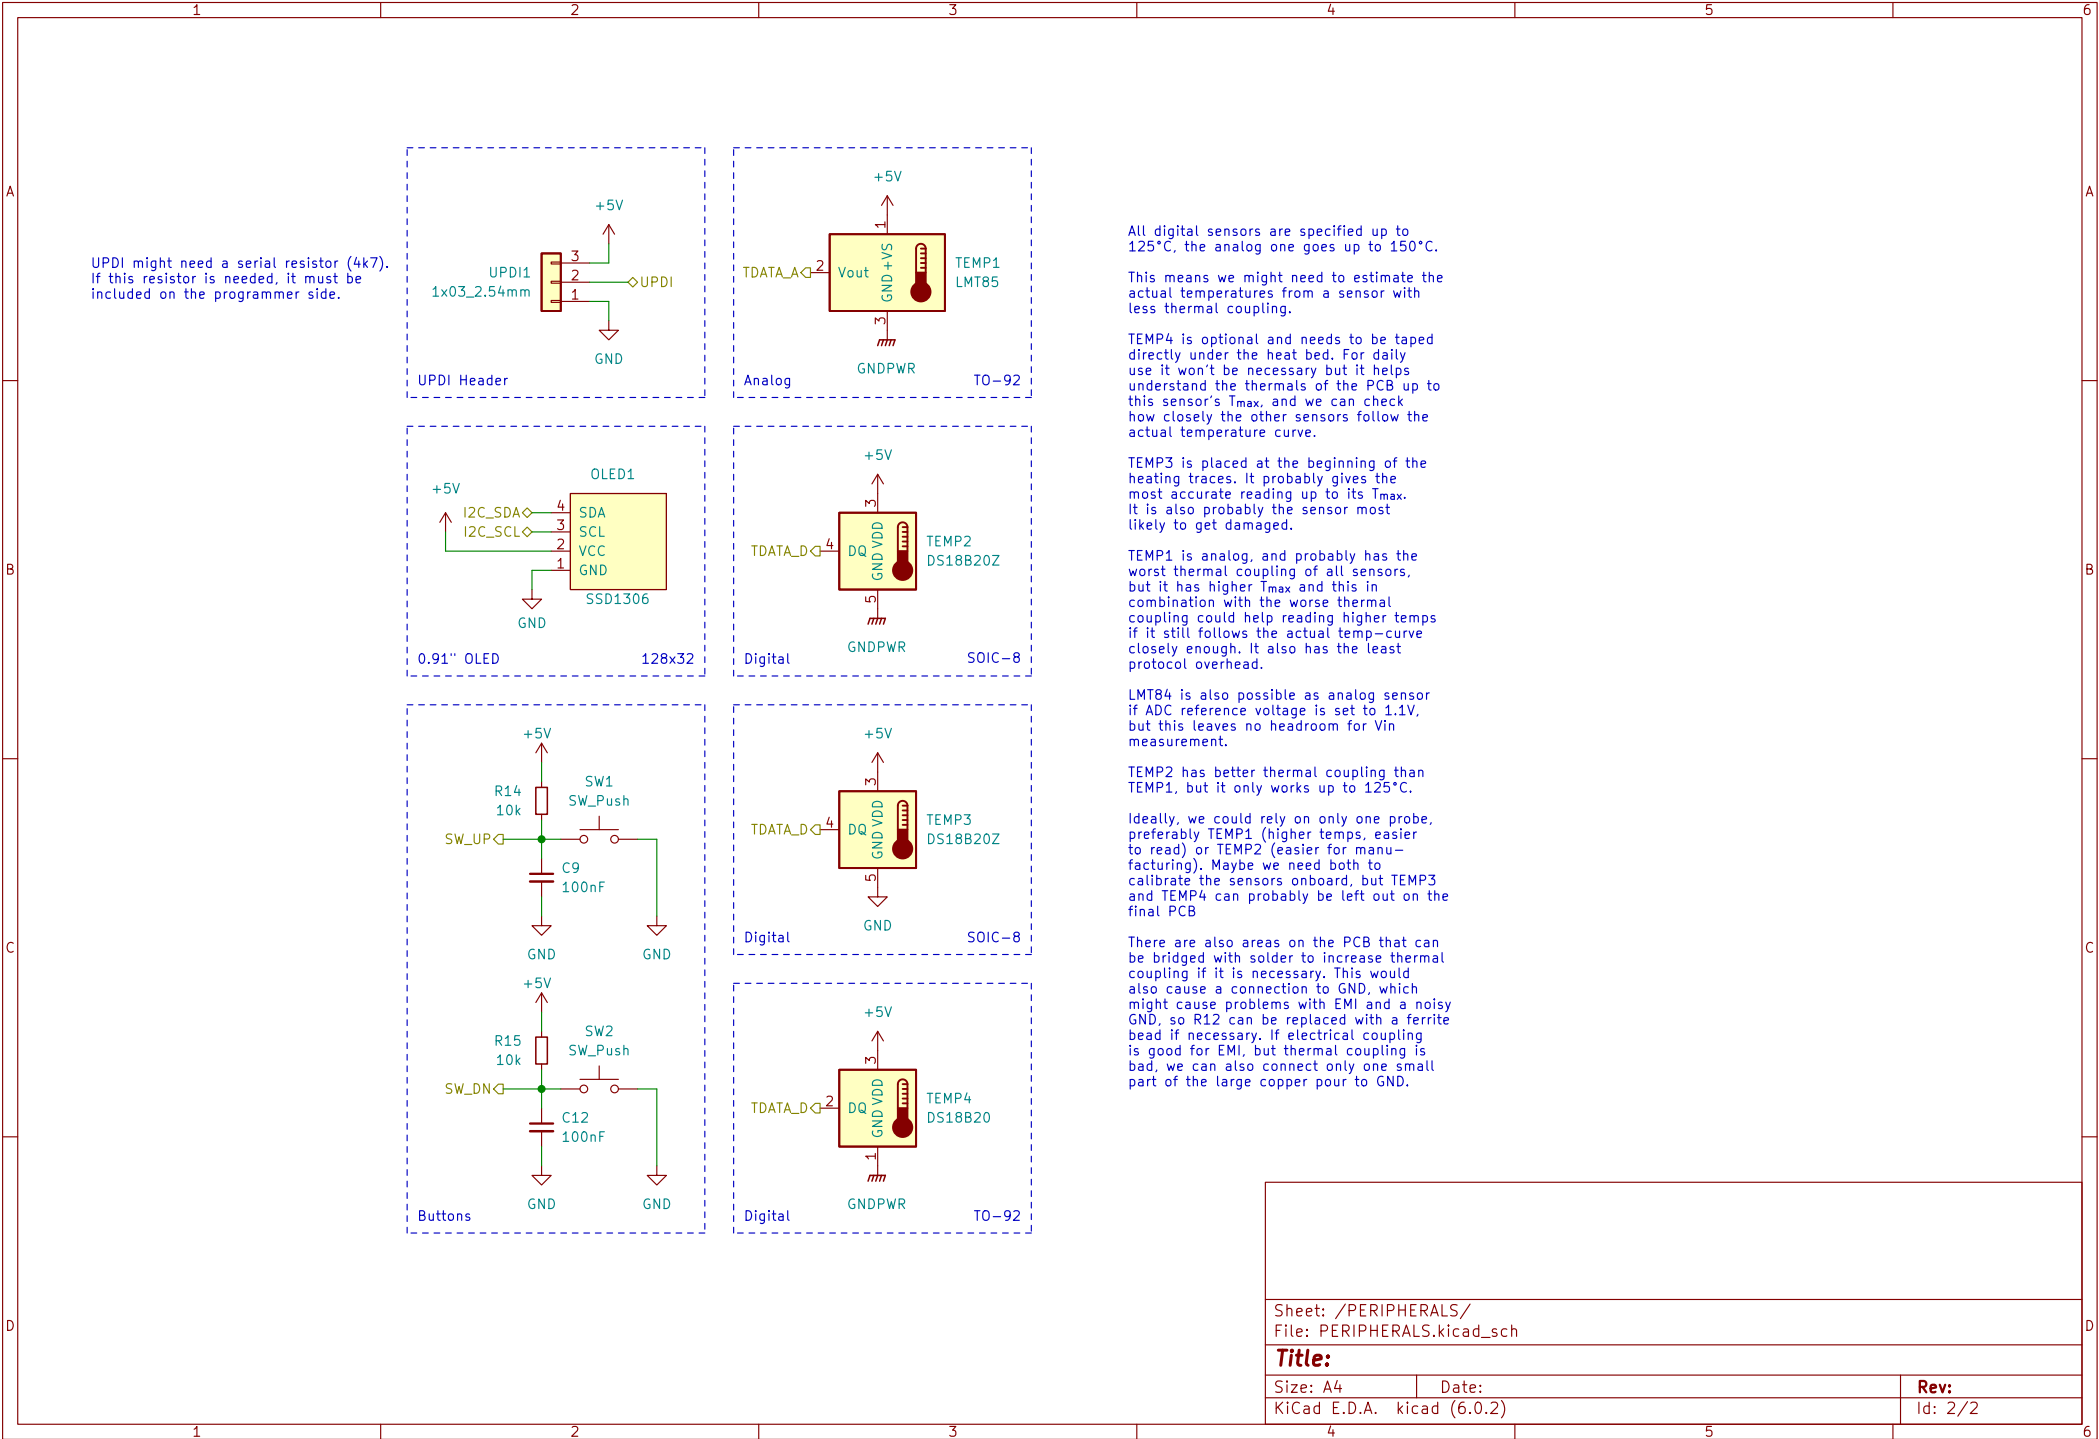 1 2 3 4 5 6
A A
B B
C C
D D
UPDI might need a serial resistor (4k7).
If this resistor is needed, it must be
included on the programmer side.
+5V
UPDI1
1x03_2.54mm
3
2
1
UPDI
GND
UPDI Header
+5V
1
TDATA_A
2
Vout
+VS
GND
3
TEMP1
LMT85
GNDPWR
Analog
TO-92
OLED1
+5V
I2C_SDA 4 SDA
I2C_SCL 3 SCL
2 VCC
1 GND
SSD1306
GND
0.91" OLED
128x32
+5V
3
TDATA_D
4
DQ
VDD
GND
5
TEMP2
DS18B20Z
GNDPWR
Digital
SOIC-8
+5V
R14
10k
SW1
SW_Push
SW_UP
C9
100nF
GND
GND
+5V
R15
10k
SW2
SW_Push
SW_DN
C12
100nF
GND
GND
Buttons
+5V
3
TDATA_D
4
DQ
VDD
GND
5
TEMP3
DS18B20Z
GND
Digital
SOIC-8
+5V
3
TDATA_D
2
DQ
VDD
GND
1
TEMP4
DS18B20
GNDPWR
Digital
TO-92
All digital sensors are specified up to
125°C, the analog one goes up to 150°C.
This means we might need to estimate the
actual temperatures from a sensor with
less thermal coupling.
TEMP4 is optional and needs to be taped
directly under the heat bed. For daily
use it won't be necessary but it helps
understand the thermals of the PCB up to
this sensor's Tmax, and we can check
how closely the other sensors follow the
actual temperature curve.
TEMP3 is placed at the beginning of the
heating traces. It probably gives the
most accurate reading up to its Tmax.
It is also probably the sensor most
likely to get damaged.
TEMP1 is analog, and probably has the
worst thermal coupling of all sensors,
but it has higher Tmax and this in
combination with the worse thermal
coupling could help reading higher temps
if it still follows the actual temp-curve
closely enough. It also has the least
protocol overhead.
LMT84 is also possible as analog sensor
if ADC reference voltage is set to 1.1V,
but this leaves no headroom for Vin
measurement.
TEMP2 has better thermal coupling than
TEMP1, but it only works up to 125°C.
Ideally, we could rely on only one probe,
preferably TEMP1 (higher temps, easier
to read) or TEMP2 (easier for manu-
facturing). Maybe we need both to
calibrate the sensors onboard, but TEMP3
and TEMP4 can probably be left out on the
final PCB
There are also areas on the PCB that can
be bridged with solder to increase thermal
coupling if it is necessary. This would
also cause a connection to GND, which
might cause problems with EMI and a noisy
GND, so R12 can be replaced with a ferrite
bead if necessary. If electrical coupling
is good for EMI, but thermal coupling is
bad, we can also connect only one small
part of the large copper pour to GND.
Sheet: /PERIPHERALS/
File: PERIPHERALS.kicad_sch
Title:
Size: A4 Date: Rev:
KiCad E.D.A. kicad (6.0.2) Id: 2/2
1 2 3 4 5 6